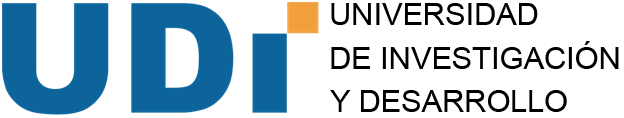 UDi
UNIVERSIDAD
DE INVESTIGACIÓN
Y DESARROLLO